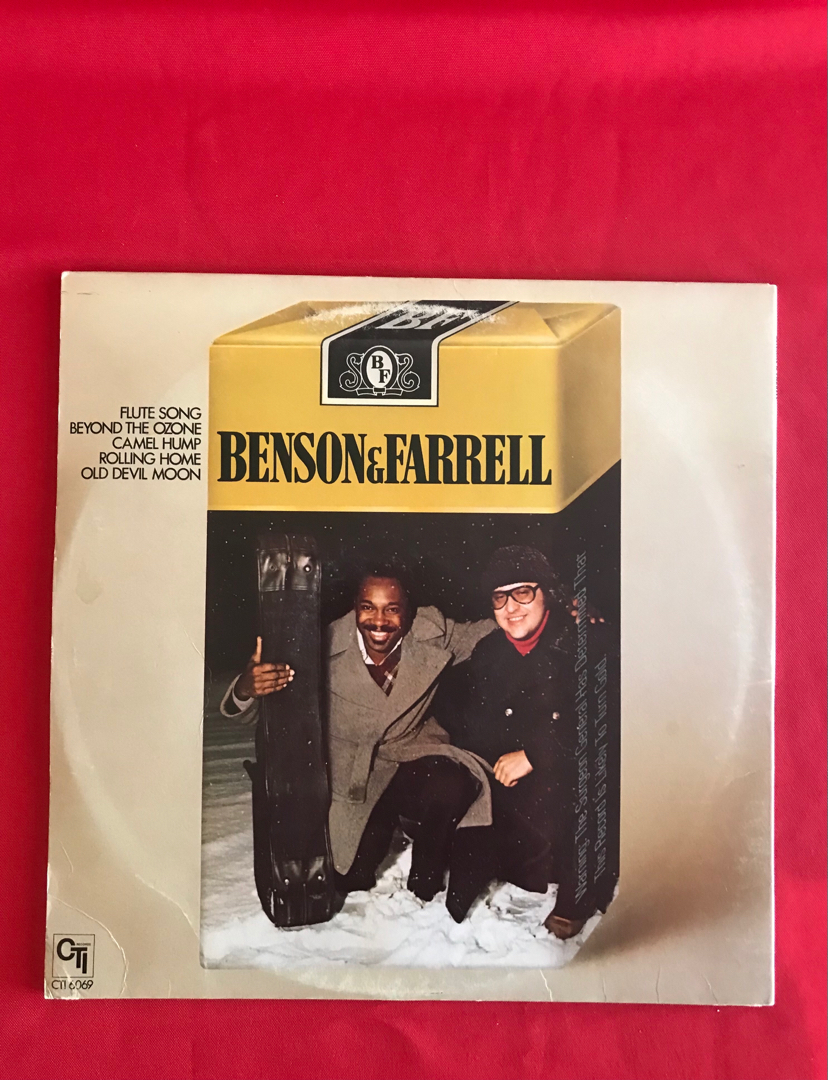 BF
B
F
FLUTE SONG
BEYOND THE OZONE
CAMEL HUMP
ROLLING HOME
OLD DEVIL MOON
BENSON&FARRELL
Warning: The Surgeon General Has Determined That
This Record Is Likely To Turn Gold.
CTI
RECORDS
CTI 6069